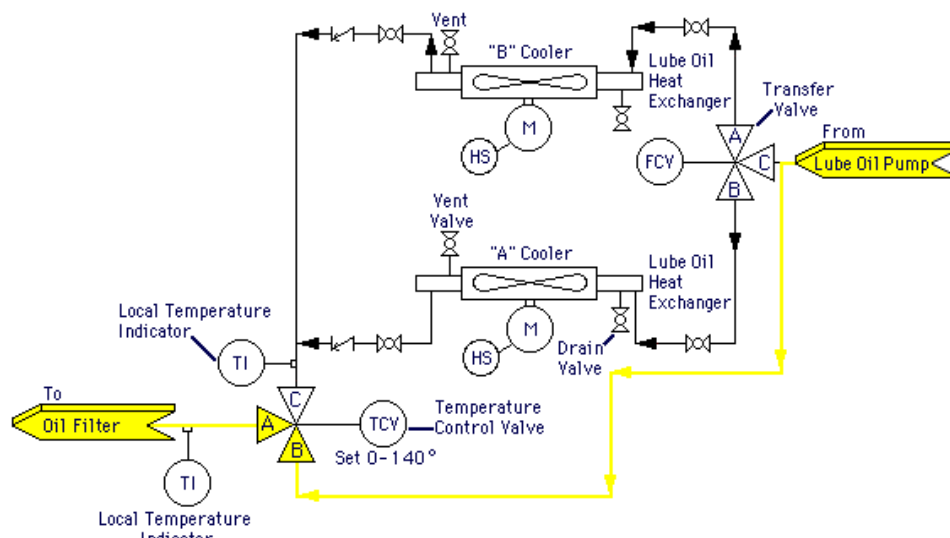 Vent
"B" Cooler
Lube Oil
Heat
Exchanger
Transfer
Valve
M
HS
A
From
FCV
C
Lube Oil Pump
B
Vent
Valve
"A" Cooler
Lube Oil
Heat
Exchanger
Local Temperature
Indicator
M
HS
Drain
Valve
TI
To
C
Oil Filter
A
TCV
Temperature
Control Valve
B
Set 0-140°
TI
Local Temperature
Indicator